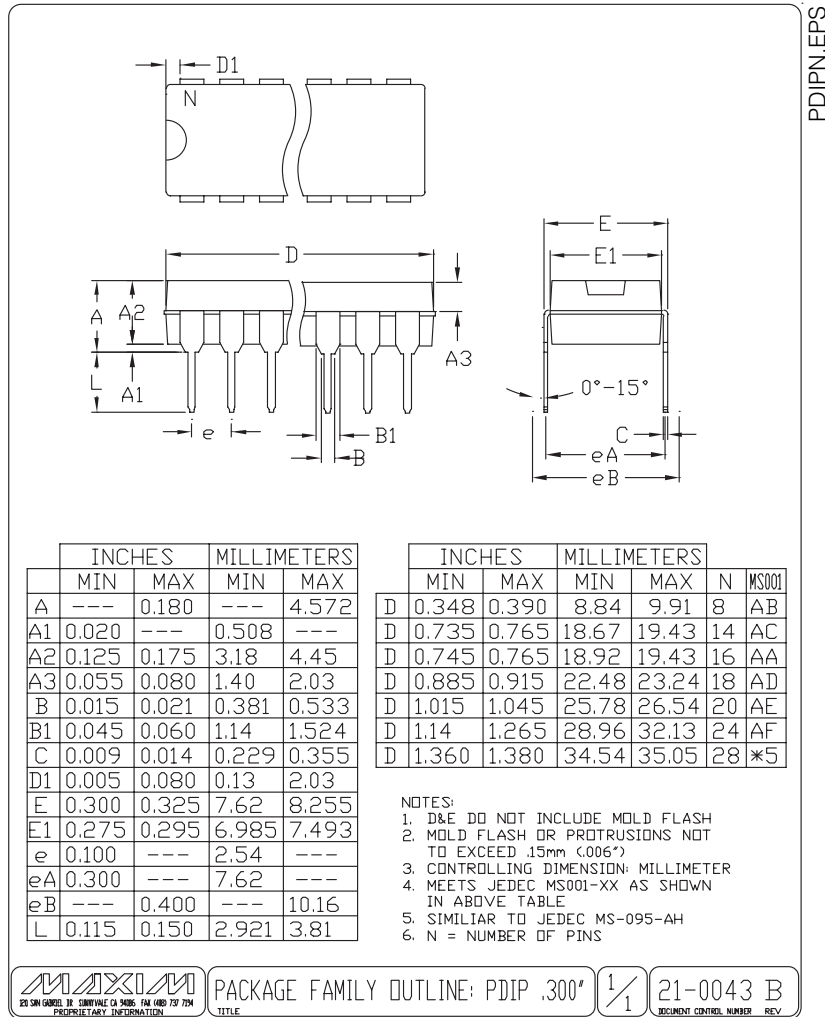 PDIPN.EPS
D1
N
E
E1
D
A
A2
A3
L
A1
0°-15°
e
B1
B
C
eA
eB
INCHES MILLIMETERS
MIN MAX MIN MAX
A --- 0.180 --- 4.572
A1 0.020 --- 0.508 ---
A2 0.125 0.175 3.18 4.45
A3 0.055 0.080 1.40 2.03
B 0.015 0.021 0.381 0.533
B1 0.045 0.060 1.14 1.524
C 0.009 0.014 0.229 0.355
D1 0.005 0.080 0.13 2.03
E 0.300 0.325 7.62 8.255
E1 0.275 0.295 6.985 7.493
e 0.100 --- 2.54 ---
eA 0.300 --- 7.62 ---
eB --- 0.400 --- 10.16
L 0.115 0.150 2.921 3.81
INCHES MILLIMETERS
MIN MAX MIN MAX N MS001
D 0.348 0.390 8.84 9.91 8 AB
D 0.735 0.765 18.67 19.43 14 AC
D 0.745 0.765 18.92 19.43 16 AA
D 0.885 0.915 22.48 23.24 18 AD
D 1.015 1.045 25.78 26.54 20 AE
D 1.14 1.265 28.96 32.13 24 AF
D 1.360 1.380 34.54 35.05 28 *5
NOTES:
1. D&E DO NOT INCLUDE MOLD FLASH
2. MOLD FLASH OR PROTRUSIONS NOT
TO EXCEED .15mm (.006")
3. CONTROLLING DIMENSION: MILLIMETER
4. MEETS JEDEC MS001-XX AS SHOWN
IN ABOVE TABLE
5. SIMILIAR TO JEDEC MS-095-AH
6. N = NUMBER OF PINS
MAXIM
120 SAN GABRIEL DR SUNNYVALE CA 94086 FAX (408) 737 7194
PROPRIETARY INFORMATION
PACKAGE FAMILY OUTLINE: PDIP .300"
TITLE
1/1
21-0043 B
DOCUMENT CONTROL NUMBER REV